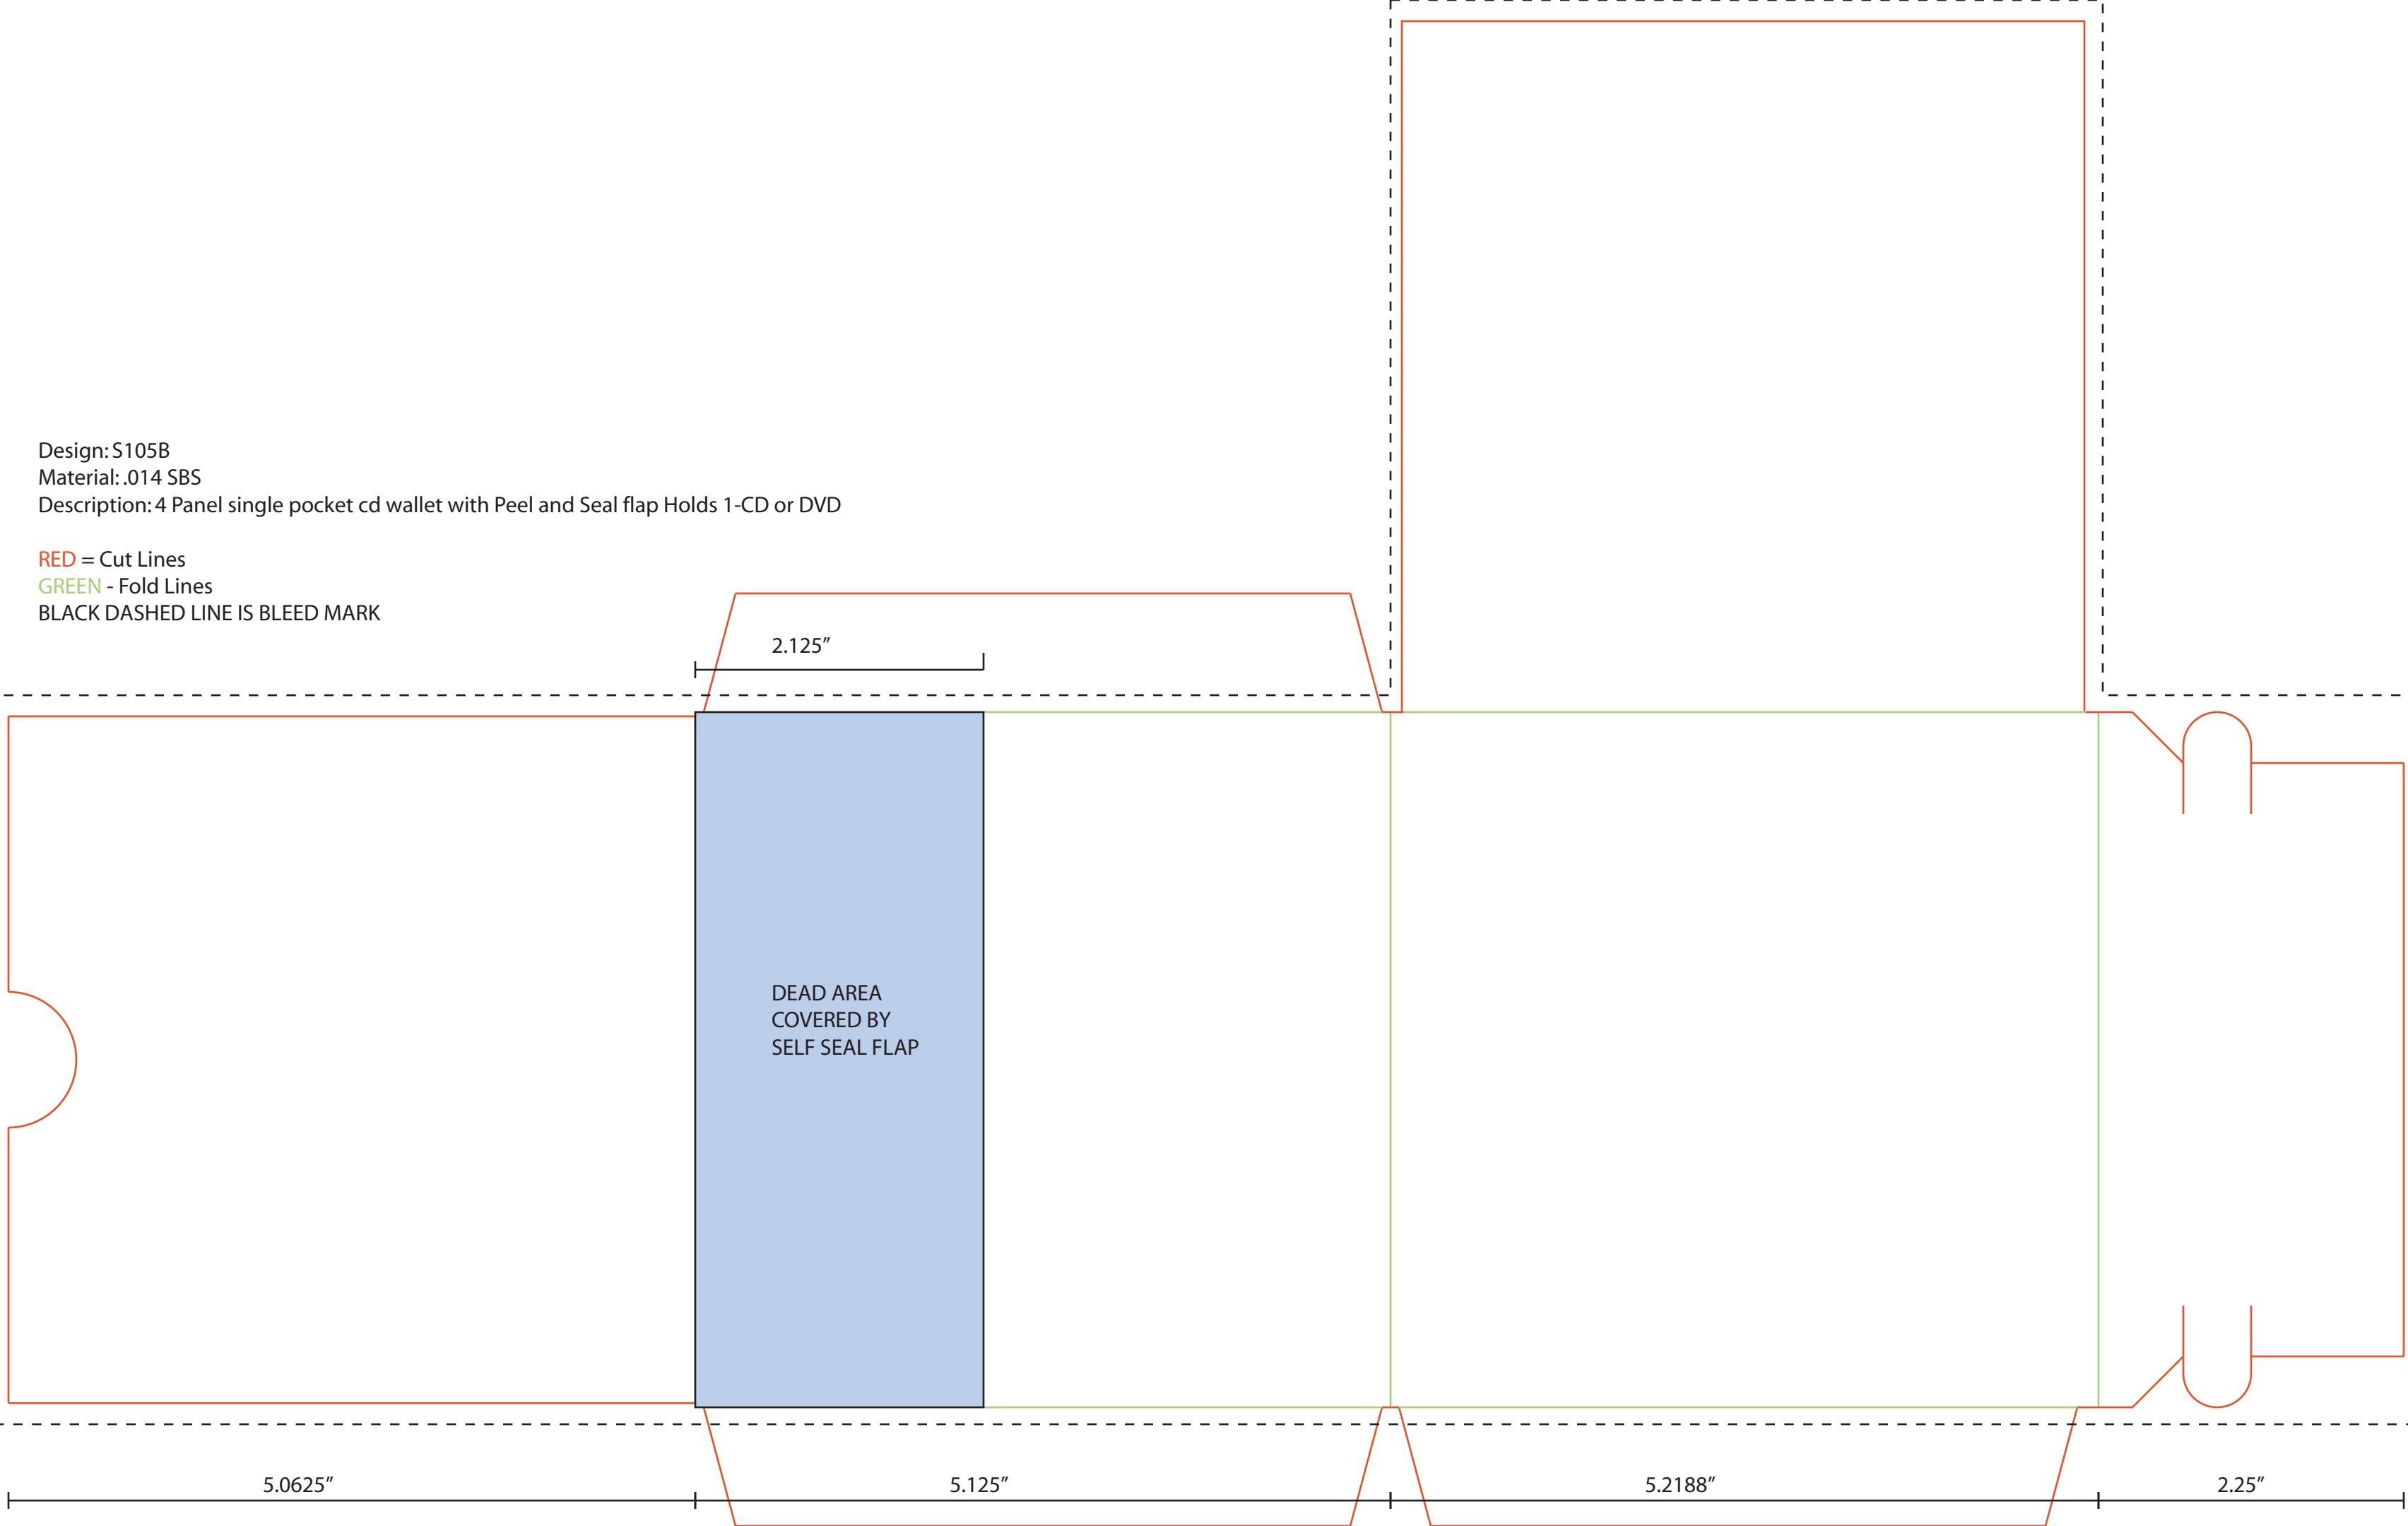 Design: S105B
Material: .014 SBS
Description: 4 Panel single pocket cd wallet with Peel and Seal flap Holds 1-CD or DVD
RED = Cut Lines
GREEN - Fold Lines
BLACK DASHED LINE IS BLEED MARK
2.125”
DEAD AREA
COVERED BY
SELF SEAL FLAP
5.0625” 5.125” 5.2188” 2.25”